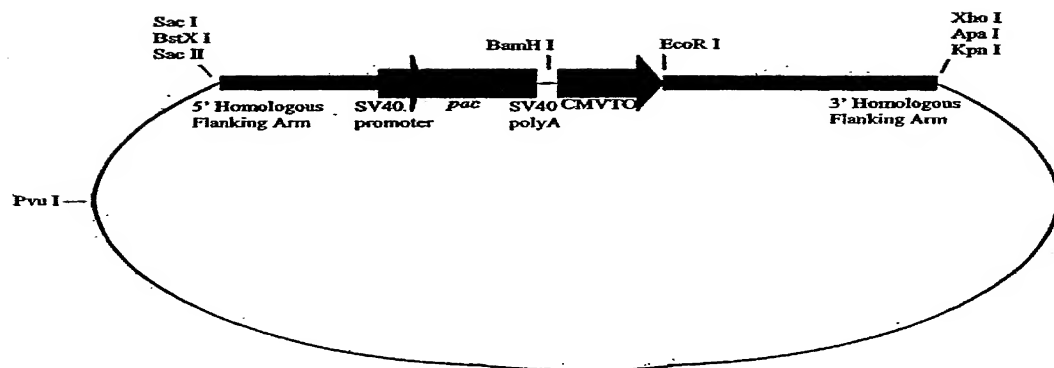 Sac I
BstX I
Sac II
BamH I
EcoR I
Xho I
Apa I
Kpn I
5' Homologous
Flanking Arm
SV40
promoter
pac
SV40
polyA
CMVTO
3' Homologous
Flanking Arm
Pvu I